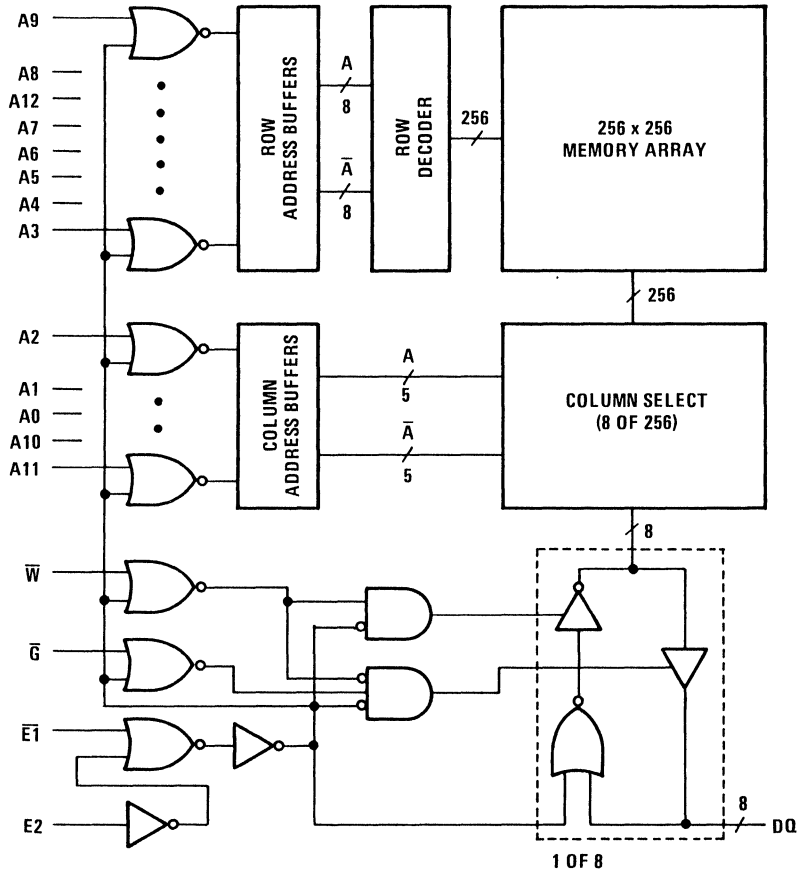 A9
A8
A12
A7
A6
A5
A4
A3
ROW
ADDRESS BUFFERS
A
8
A̅
8
ROW
DECODER
256
256 x 256
MEMORY ARRAY
256
A2
A1
A0
A10
A11
COLUMN
ADDRESS BUFFERS
A
5
A̅
5
COLUMN SELECT
(8 OF 256)
8
W̅
G̅
E̅1̅
E2
8
DQ
1 OF 8